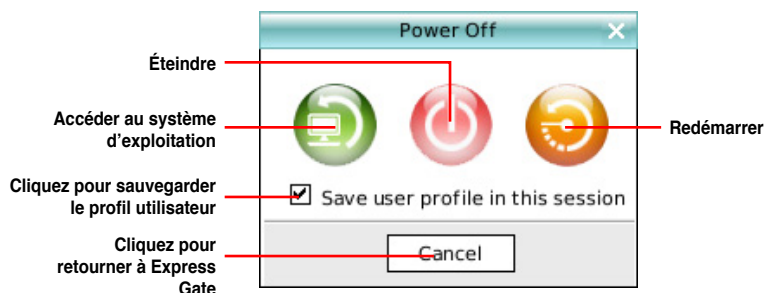 Power Off
Éteindre
Accéder au système
d'exploitation
Redémarrer
Cliquez pour sauvegarder
le profil utilisateur
Save user profile in this session
Cliquez pour
retourner à Express
Gate
Cancel